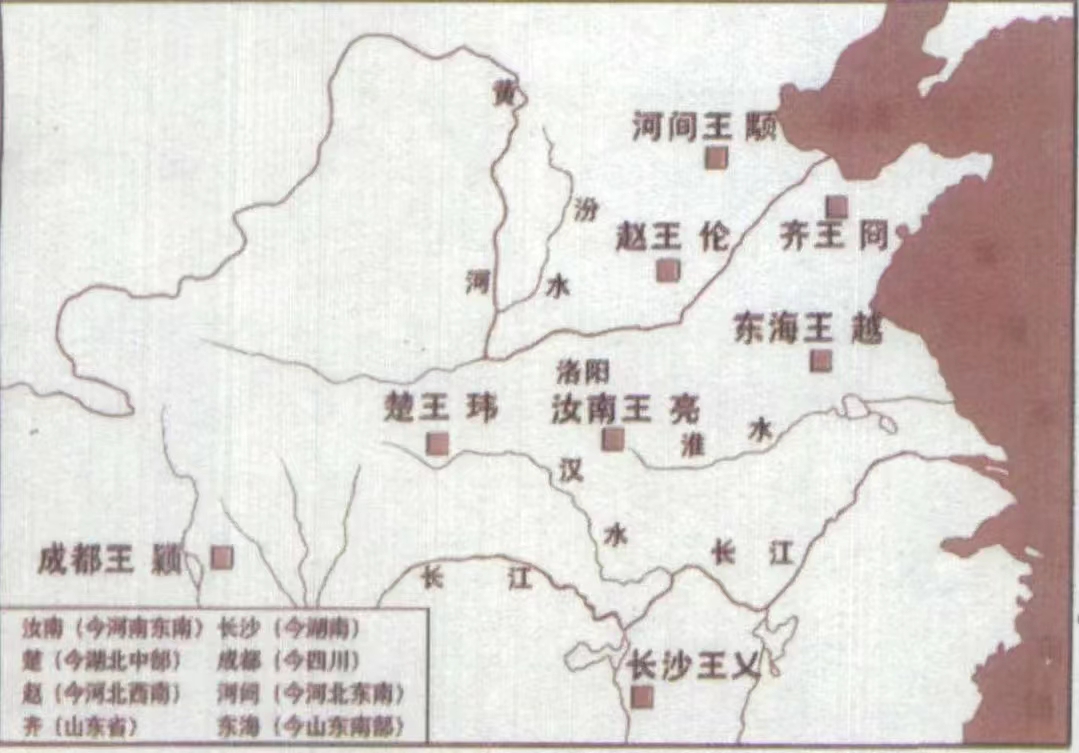 黄
河间王 颙
汾
赵王 伦
齐王 冏
河
水
东海王 越
洛阳
楚王 玮
汝南王 亮
淮
水
汉
水
长
江
成都王 颖
长
江
长沙王乂
汝南（今河南东南）
长沙（今湖南）
楚（今湖北中部）
成都（今四川）
赵（今河北西南）
河间（今河北东南）
齐（山东省）
东海（今山东南部）